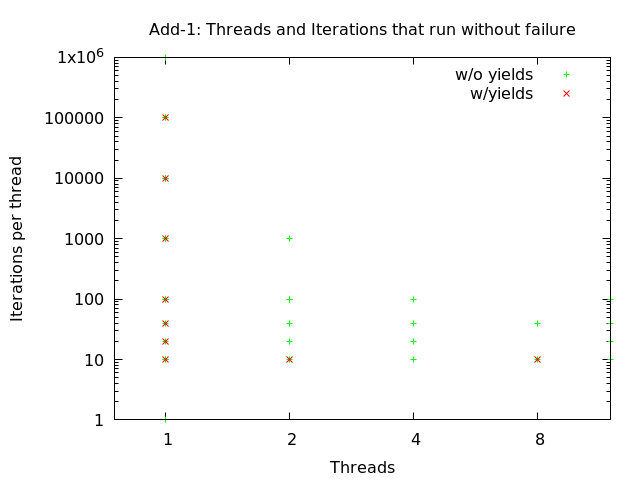 Add-1: Threads and Iterations that run without failure
1x10^6
w/o yields
w/yields
100000
10000
1000
100
10
1
Iterations per thread
1
2
4
8
Threads